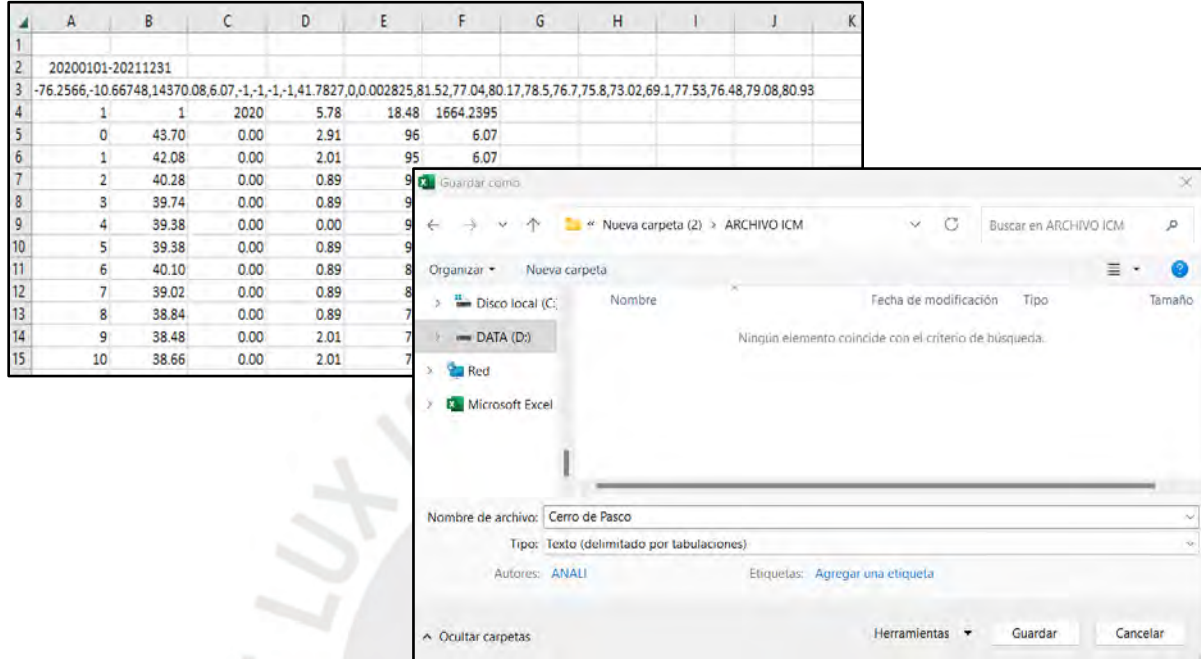 A B C D E F G H I J K
1
2 20200101-20211231
3 -76.2566,-10.66748,14370.08,6.07,-1,-1,-1,-1,41.7827,0,0.002825,81.52,77.04,80.17,78.5,76.7,75.8,73.02,69.1,77.53,76.48,79.08,80.93
4 1 1 2020 5.78 18.48 1664.2395
5 0 43.70 0.00 2.91 96 6.07
6 1 42.08 0.00 2.01 95 6.07
7 2 40.28 0.00 0.89 9
8 3 39.74 0.00 0.89 9
9 4 39.38 0.00 0.00 9
10 5 39.38 0.00 0.89 9
11 6 40.10 0.00 0.89 8
12 7 39.02 0.00 0.89 8
13 8 38.84 0.00 0.89 7
14 9 38.48 0.00 2.01 7
15 10 38.66 0.00 2.01 7
Guardar como
« Nueva carpeta (2) > ARCHIVO ICM
Buscar en ARCHIVO ICM
Organizar Nueva carpeta
Nombre Fecha de modificación Tipo Tamaño
Disco local (C:
Ningún elemento coincide con el criterio de búsqueda.
DATA (D:)
Red
Microsoft Excel
Nombre de archivo: Cerro de Pasco
Tipo: Texto (delimitado por tabulaciones)
Autores: ANALI Etiquetas: Agregar una etiqueta
Ocultar carpetas Herramientas Guardar Cancelar
LUX